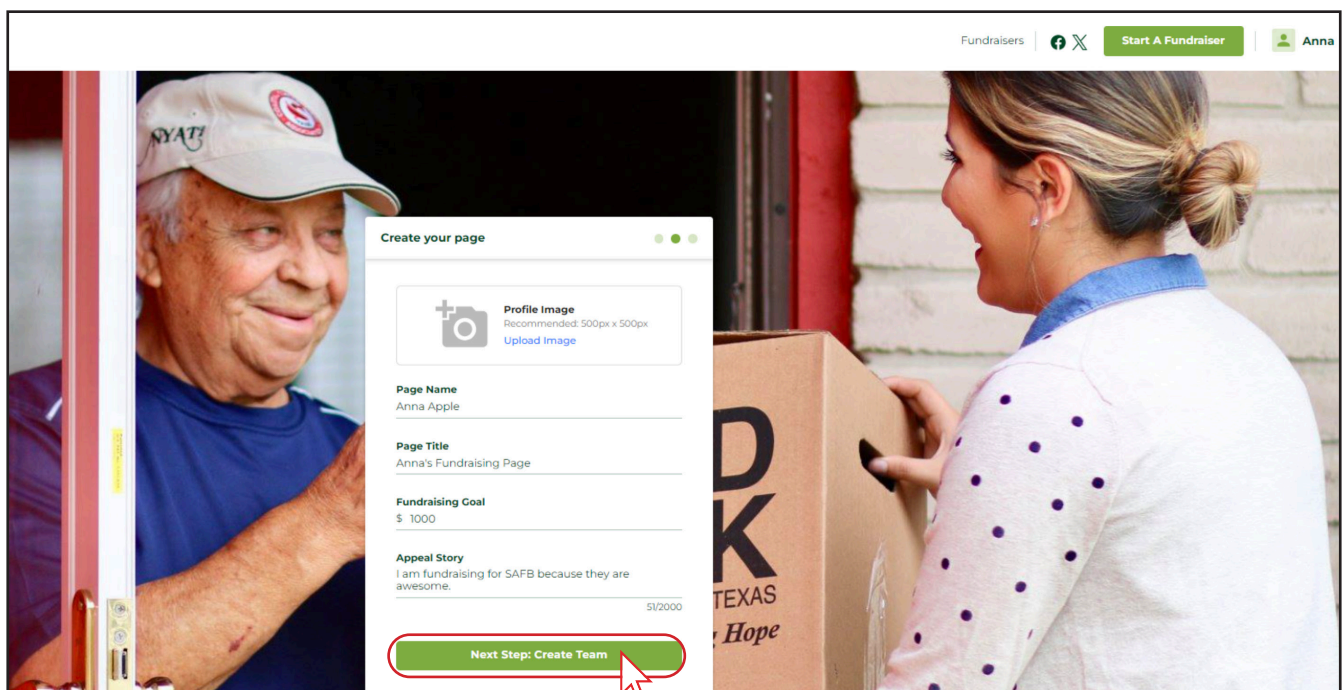 Fundraisers
Start A Fundraiser
Anna
Create your page
Profile Image
Recommended: 500px x 500px
Upload Image
Page Name
Anna Apple
Page Title
Anna's Fundraising Page
Fundraising Goal
$ 1000
Appeal Story
I am fundraising for SAFB because they are
awesome.
51/2000
Next Step: Create Team
D
K
TEXAS
Hope